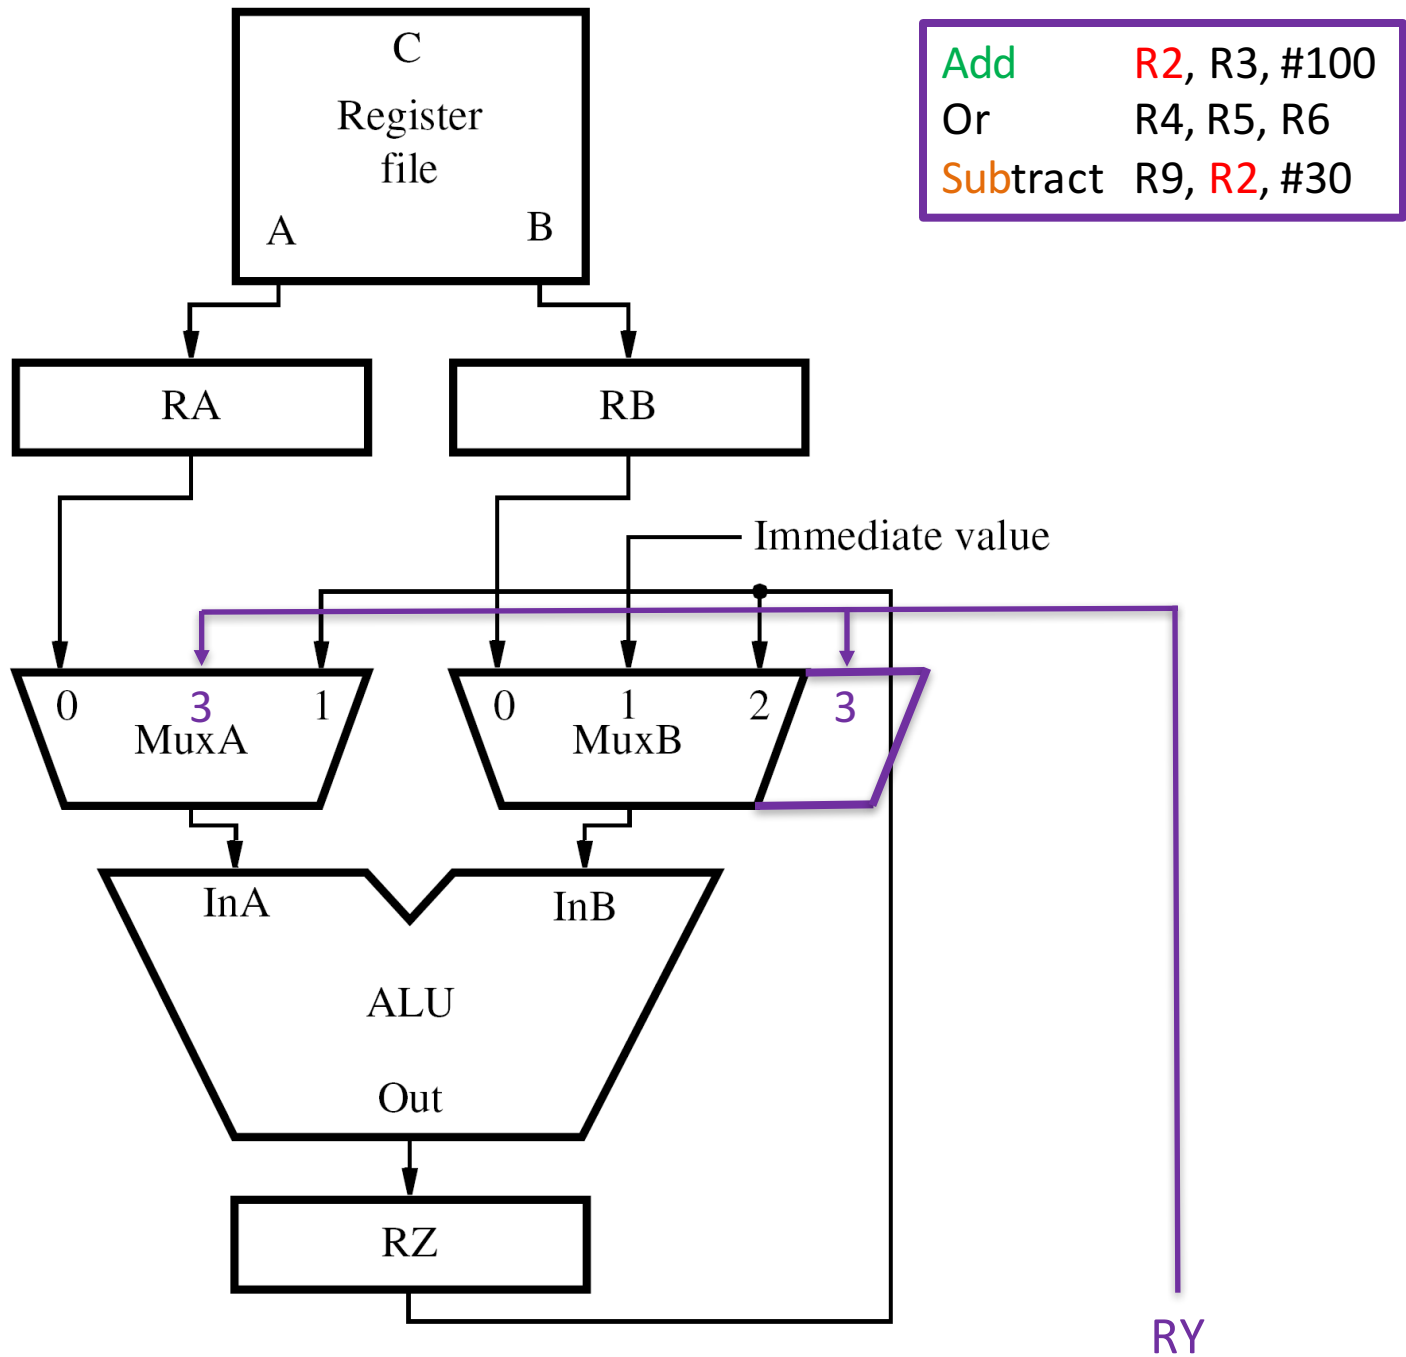 C
Register
file
A B
Add R2, R3, #100
Or R4, R5, R6
Subtract R9, R2, #30
RA RB
Immediate value
0 3 1
MuxA
0 1 2 3
MuxB
InA InB
ALU
Out
RZ
RY